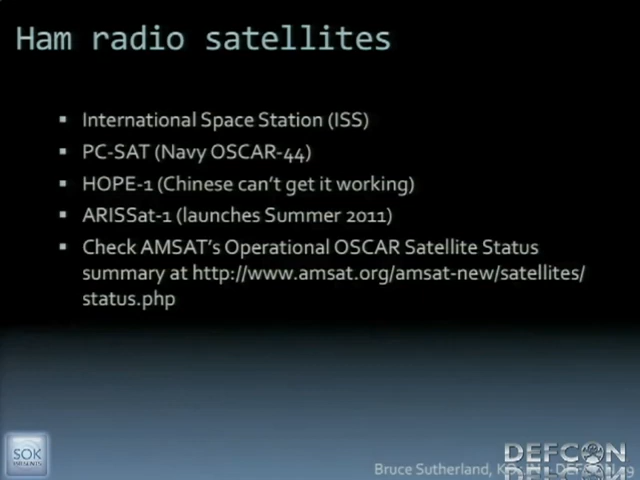 Ham radio satellites
▪ International Space Station (ISS)
▪ PC-SAT (Navy OSCAR-44)
▪ HOPE-1 (Chinese can't get it working)
▪ ARISSat-1 (launches Summer 2011)
▪ Check AMSAT's Operational OSCAR Satellite Status
summary at http://www.amsat.org/amsat-new/satellites/
status.php
SOK
DEFCON
Bruce Sutherland,